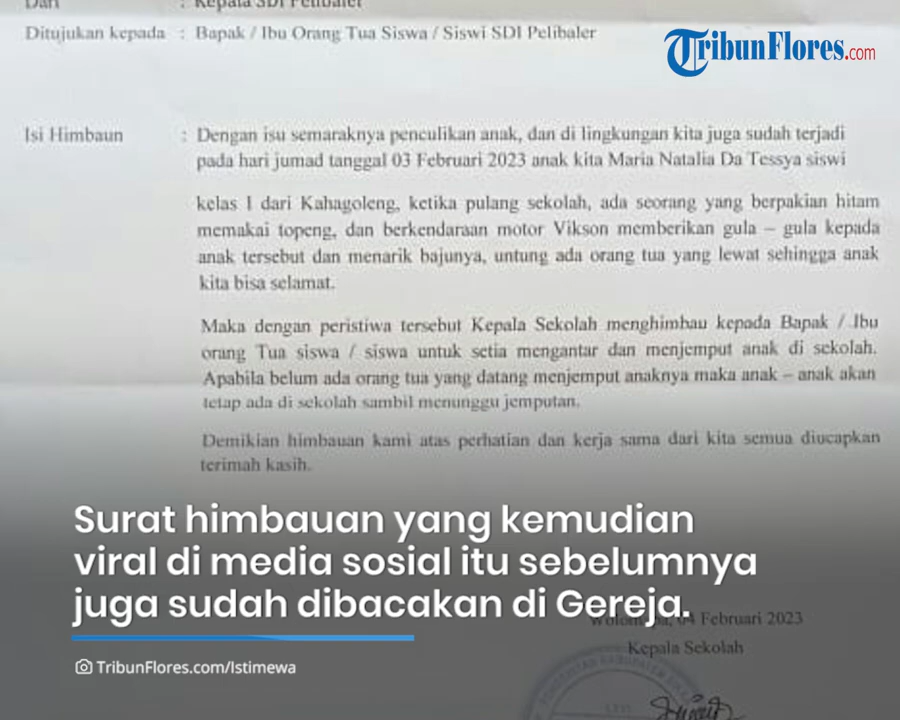 Dari : Kepala SDI Pelibaler
Ditujukan kepada : Bapak / Ibu Orang Tua Siswa / Siswi SDI Pelibaler
TribunFlores.com
Isi Himbaun : Dengan isu semaraknya penculikan anak, dan di lingkungan kita juga sudah terjadi
pada hari jumad tanggal 03 Februari 2023 anak kita Maria Natalia Da Tessya siswi
kelas I dari Kahagoleng, ketika pulang sekolah, ada seorang yang berpakian hitam
memakai topeng, dan berkendaraan motor Vikson memberikan gula – gula kepada
anak tersebut dan menarik bajunya, untung ada orang tua yang lewat sehingga anak
kita bisa selamat.
Maka dengan peristiwa tersebut Kepala Sekolah menghimbau kepada Bapak / Ibu
orang Tua siswa / siswa untuk setia mengantar dan menjemput anak di sekolah.
Apabila belum ada orang tua yang datang menjemput anaknya maka anak – anak akan
tetap ada di sekolah sambil menunggu jemputan.
Demikian himbauan kami atas perhatian dan kerja sama dari kita semua diucapkan
terimah kasih.
Surat himbauan yang kemudian
viral di media sosial itu sebelumnya
juga sudah dibacakan di Gereja.
04 Februari 2023
Kepala Sekolah
TribunFlores.com/Istimewa